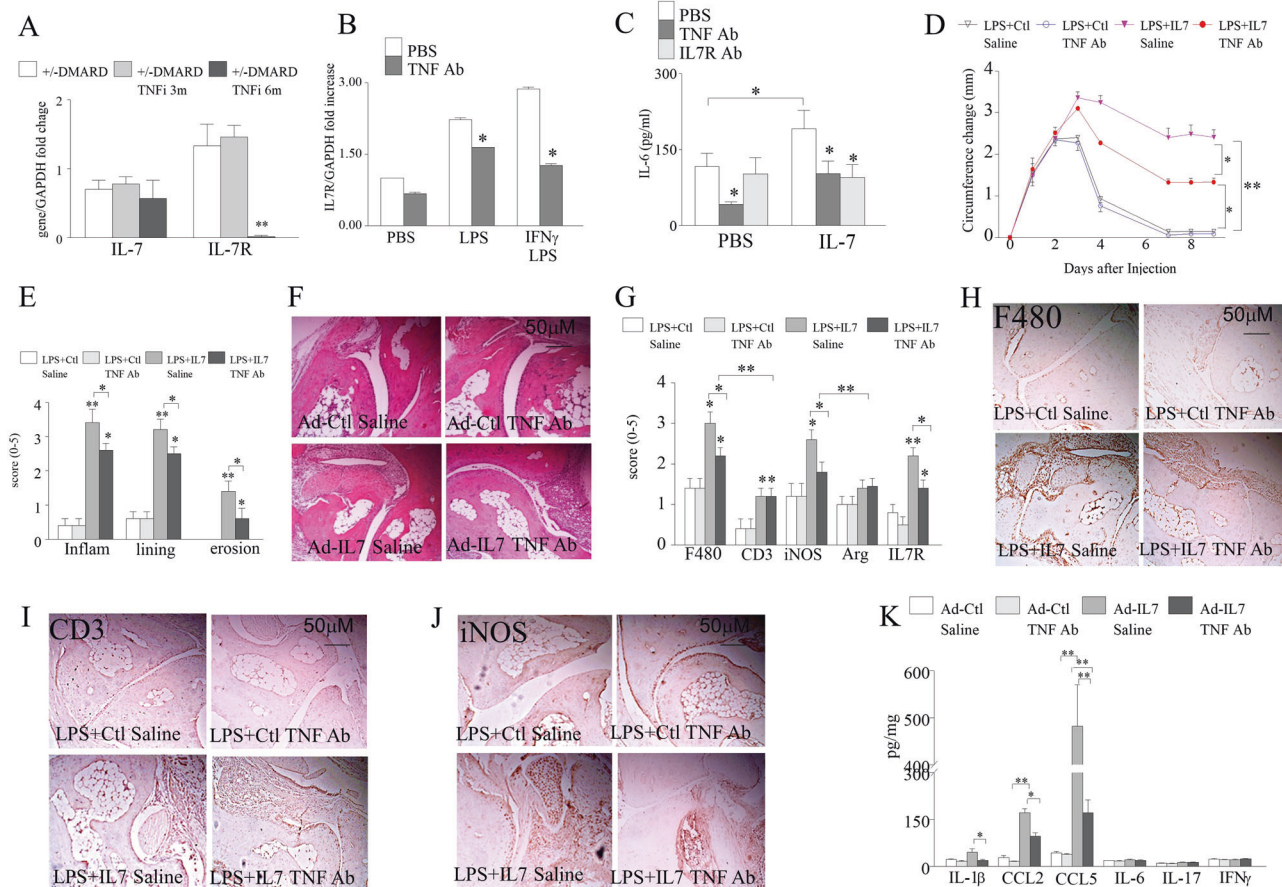 A
+/-DMARD +/-DMARD +/-DMARD
TNFi 3m TNFi 6m
gene/GAPDH fold chage
2
1
0
**
IL-7 IL-7R
B
PBS
TNF Ab
IL7R/GAPDH fold increase
3.00
1.50
0.00
* *
PBS LPS IFNγ
LPS
C
PBS
TNF Ab
IL7R Ab
IL-6 (pg/ml)
300
150
0
*
* * *
PBS IL-7
D
LPS+Ctl LPS+Ctl LPS+IL7 LPS+IL7
Saline TNF Ab Saline TNF Ab
Circumference change (mm)
4
3
2
1
0
* ** *
0 2 4 6 8
Days after Injection
E
LPS+Ctl LPS+Ctl LPS+IL7 LPS+IL7
Saline TNF Ab Saline TNF Ab
score (0-5)
4
3
2
1
0
** * * ** * * ** * *
Inflam lining erosion
F
50µM
Ad-Ctl Saline Ad-Ctl TNF Ab
Ad-IL7 Saline Ad-IL7 TNF Ab
G
LPS+Ctl LPS+Ctl LPS+IL7 LPS+IL7
Saline TNF Ab Saline TNF Ab
score (0-5)
4
3
2
1
0
** **
* * * ** * * ** * *
F480 CD3 iNOS Arg IL7R
H
F480 50µM
LPS+Ctl Saline LPS+Ctl TNF Ab
LPS+IL7 Saline LPS+IL7 TNF Ab
I
CD3 50µM
LPS+Ctl Saline LPS+Ctl TNF Ab
LPS+IL7 Saline LPS+IL7 TNF Ab
J
iNOS 50µM
LPS+Ctl Saline LPS+Ctl TNF Ab
LPS+IL7 Saline LPS+IL7 TNF Ab
K
Ad-Ctl Ad-Ctl Ad-IL7 Ad-IL7
Saline TNF Ab Saline TNF Ab
pg/mg
600
500
400
300
150
0
* ** * ** ** **
IL-1β CCL2 CCL5 IL-6 IL-17 IFNγ